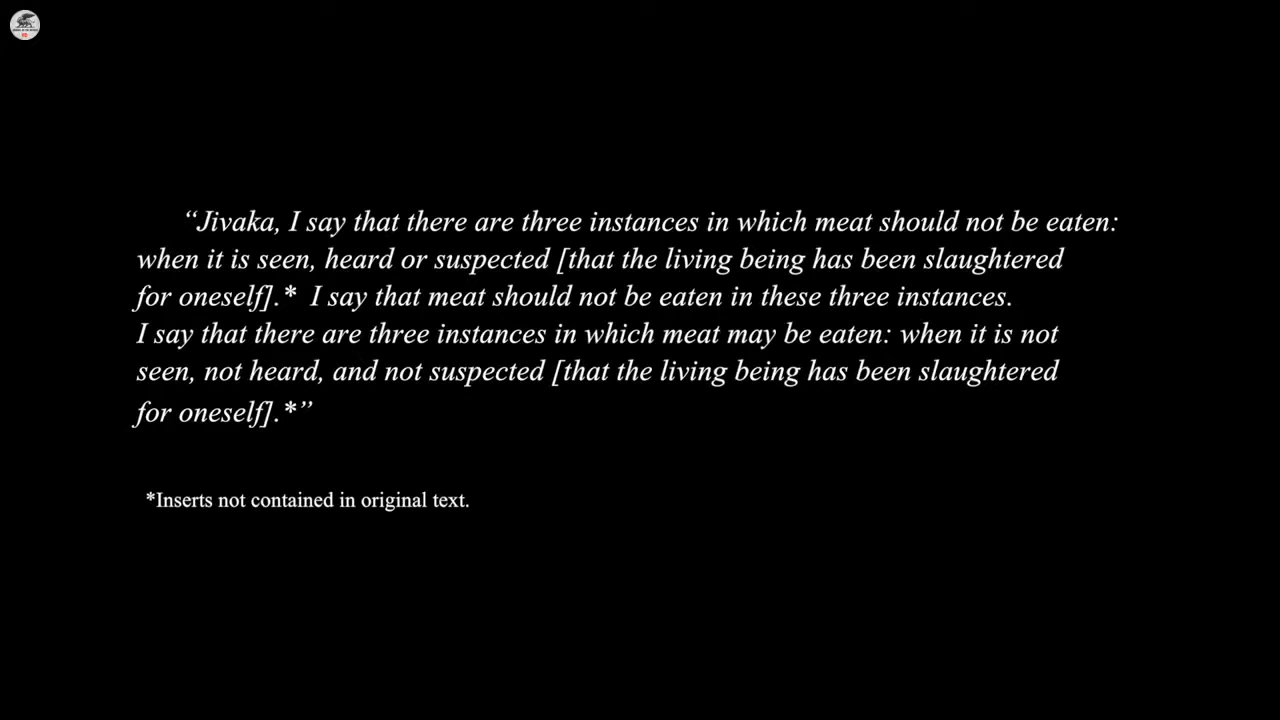 “Jivaka, I say that there are three instances in which meat should not be eaten:
when it is seen, heard or suspected [that the living being has been slaughtered
for oneself].* I say that meat should not be eaten in these three instances.
I say that there are three instances in which meat may be eaten: when it is not
seen, not heard, and not suspected [that the living being has been slaughtered
for oneself].*”
*Inserts not contained in original text.